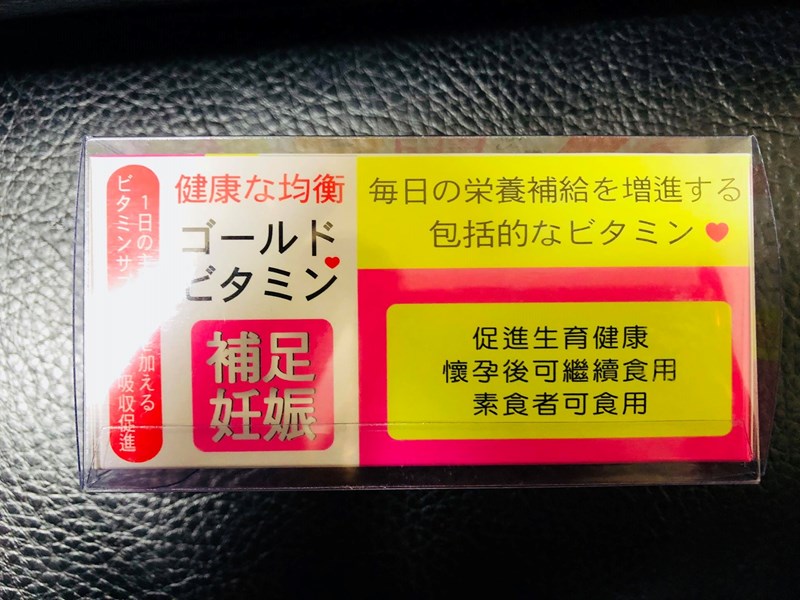 1日の
を加える
ビタミンサ
吸収促進
健康な均衡
ゴールド
ビタミン
補足
妊娠
毎日の栄養補給を増進する
包括的なビタミン
促進生育健康
懷孕後可繼續食用
素食者可食用